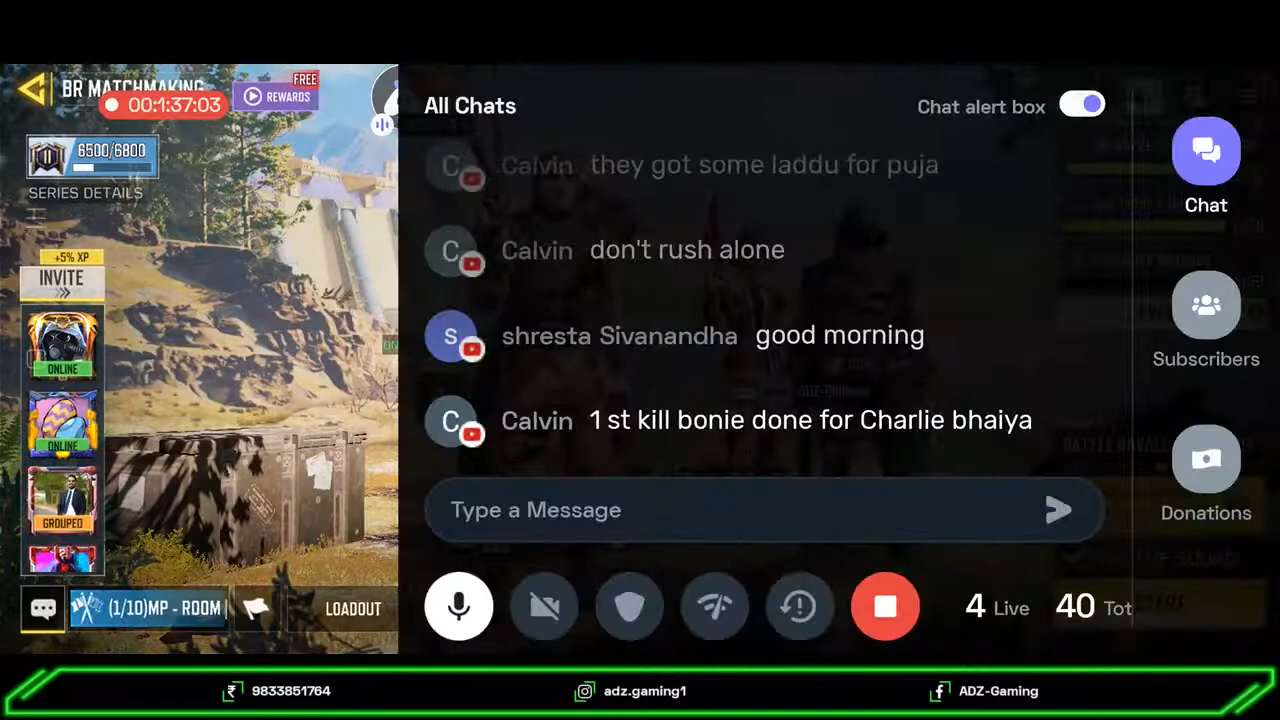 BR MATCHMAKING
FREE
REWARDS
00:1:37:03
6500/6800
SERIES DETAILS
+5% XP
INVITE
ONLINE
ONLINE
GROUPED
(1/10)MP - ROOM
LOADOUT
All Chats
Chat alert box
C Calvin they got some laddu for puja
C Calvin don't rush alone
S shresta Sivanandha good morning
C Calvin 1 st kill bonie done for Charlie bhaiya
Type a Message
4 Live 40 Tot
Chat
Subscribers
Donations
₹ 9833851764
adz.gaming1
ADZ-Gaming